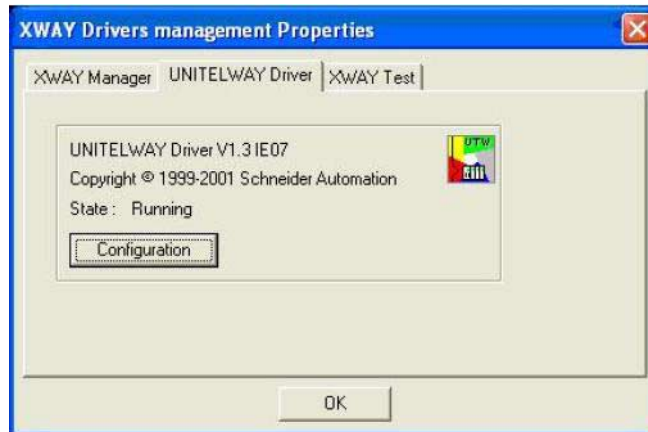 XWAY Drivers management Properties
XWAY Manager UNITELWAY Driver XWAY Test
UNITELWAY Driver V1.3 IE07
UTW
Copyright © 1999-2001 Schneider Automation
State : Running
Configuration
OK